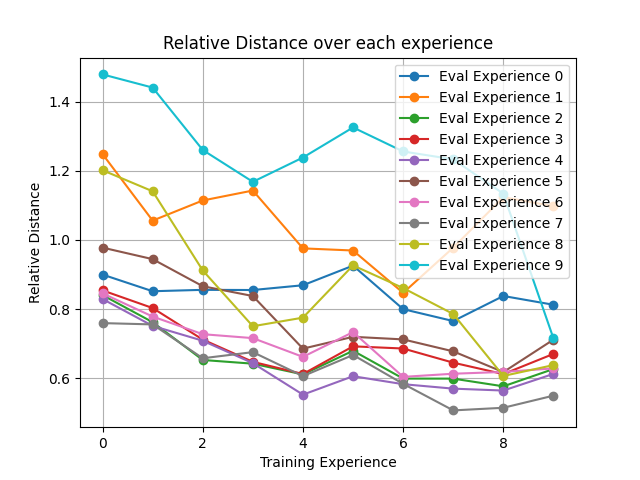 Relative Distance over each experience
Relative Distance
1.4
1.2
1.0
0.8
0.6
0
2
4
6
8
Training Experience
Eval Experience 0
Eval Experience 1
Eval Experience 2
Eval Experience 3
Eval Experience 4
Eval Experience 5
Eval Experience 6
Eval Experience 7
Eval Experience 8
Eval Experience 9